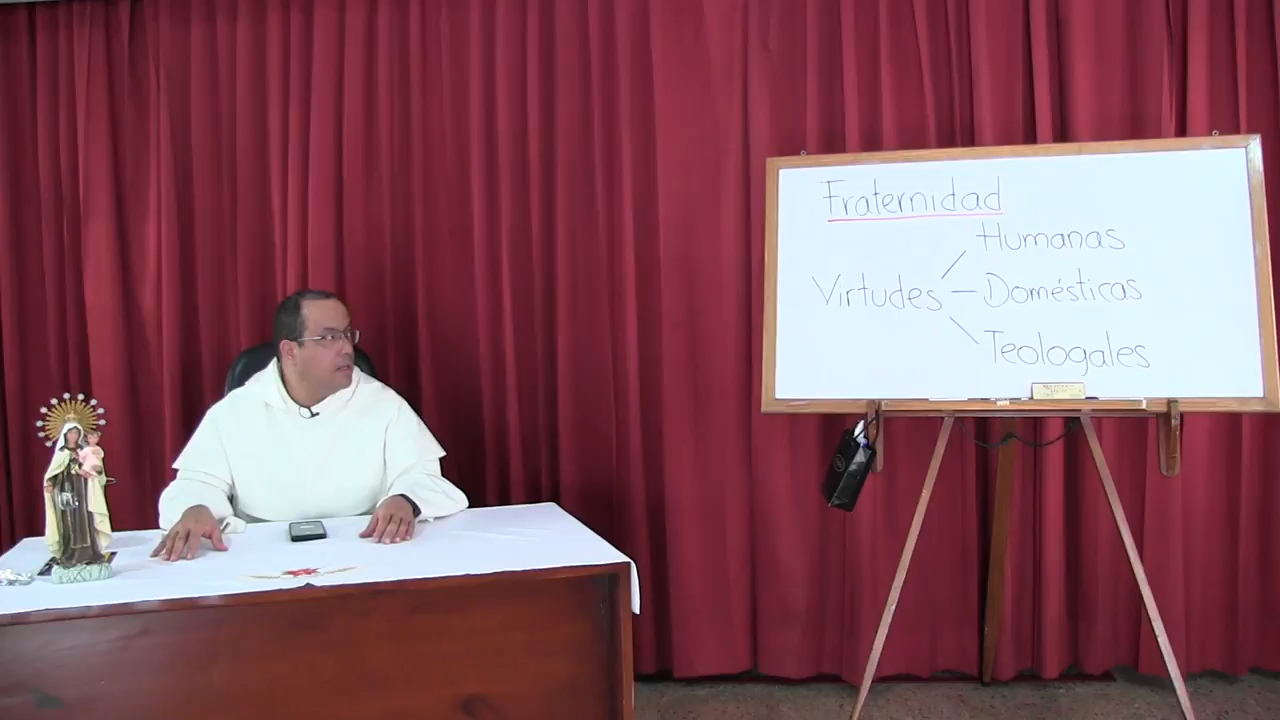 Fraternidad
Humanas
Virtudes - Domésticas
Teologales